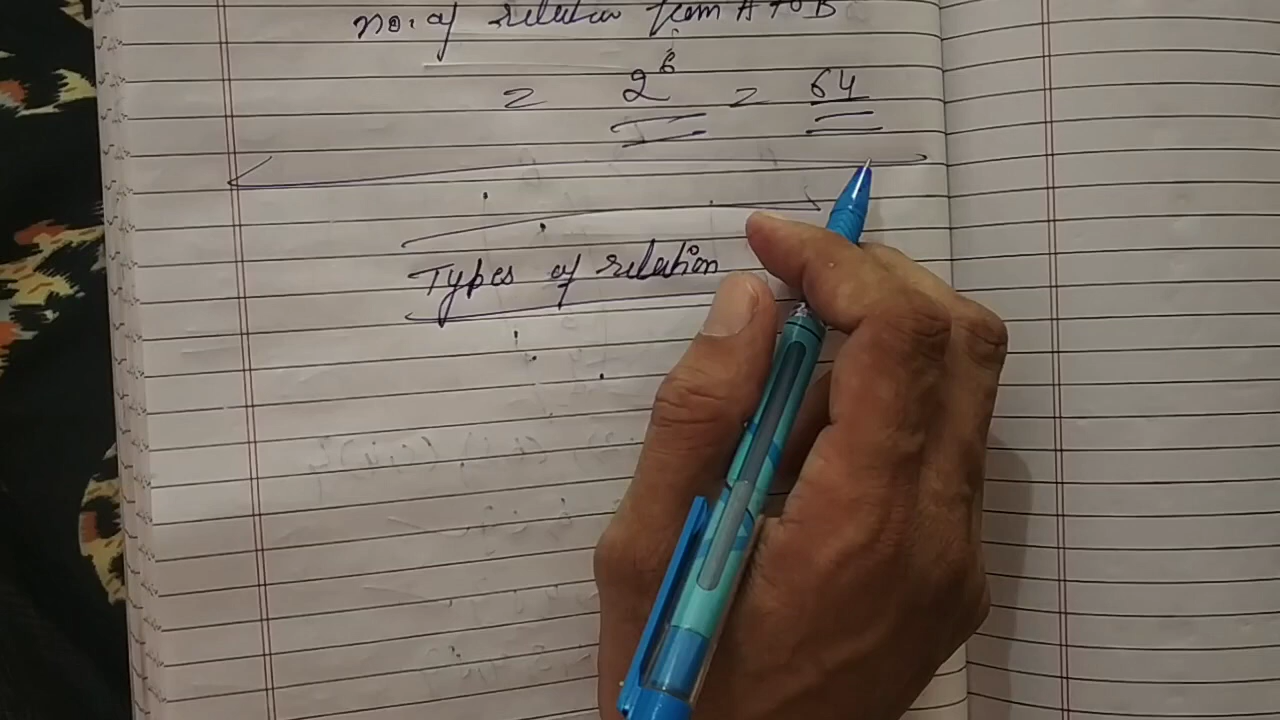 no. of relation from A to B
= 2⁶ = 64
Types of relation